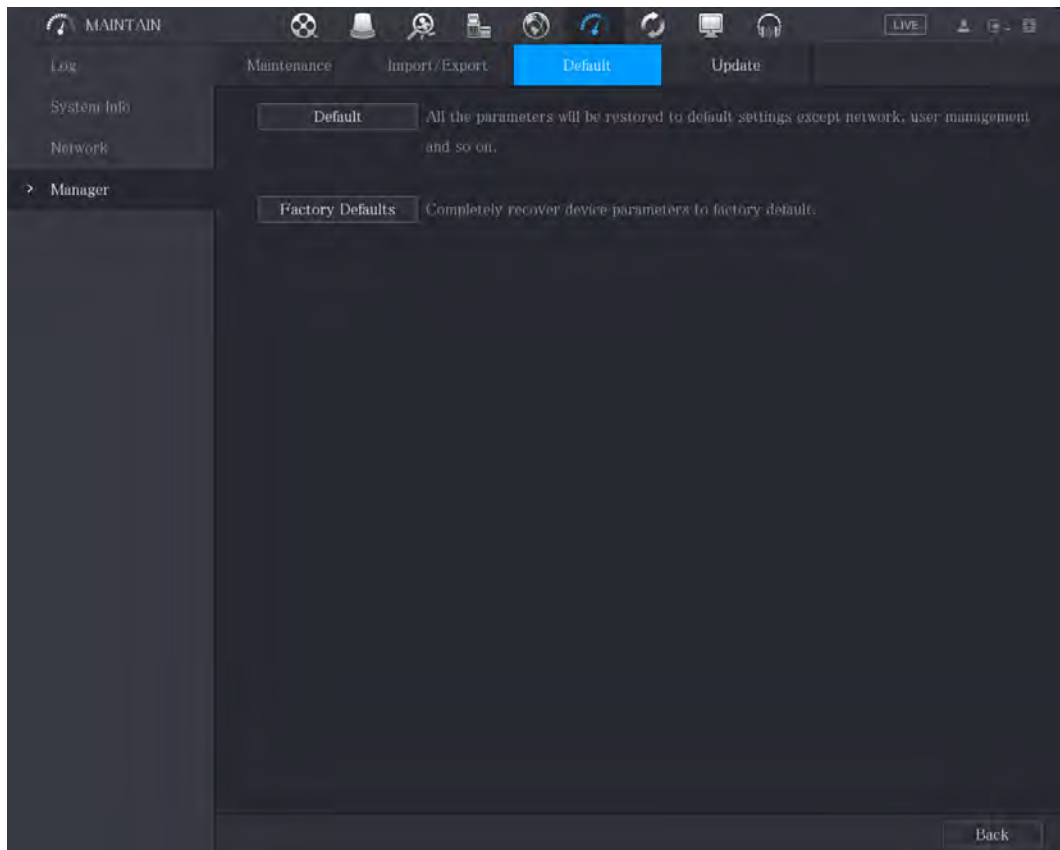 MAINTAIN
LIVE
Log
Maintenance
Import/Export
Default
Update
System Info
Default
All the parameters will be restored to default settings except network, user management
and so on.
Network
Manager
Factory Defaults
Completely recover device parameters to factory default.
Back